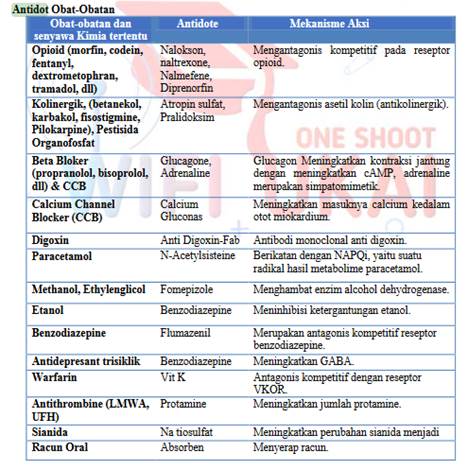 Antidot Obat-Obatan
Obat-obatan dan senyawa Kimia tertentu | Antidote | Mekanisme Aksi
Opioid (morfin, codein, fentanyl, dextrometophran, tramadol, dll) | Nalokson, naltrexone, Nalmefene, Diprenorfin | Mengantagonis kompetitif pada reseptor opioid.
Kolinergik, (betanekol, karbakol, fisostigmine, Pilokarpine), Pestisida Organofosfat | Atropin sulfat, Pralidoksim | Mengantagonis asetil kolin (antikolinergik).
Beta Bloker (propranolol, bisoprolol, dll) & CCB | Glucagone, Adrenaline | Glucagon Meningkatkan kontraksi jantung dengan meningkatkan cAMP, adrenaline merupakan simpatomimetik.
Calcium Channel Blocker (CCB) | Calcium Gluconas | Meningkatkan masuknya calcium kedalam otot miokardium.
Digoxin | Anti Digoxin-Fab | Antibodi monoclonal anti digoxin.
Paracetamol | N-Acetylsisteine | Berikatan dengan NAPQi, yaitu suatu radikal hasil metabolime paracetamol.
Methanol, Ethylenglicol | Fomepizole | Menghambat enzim alcohol dehydrogenase.
Etanol | Benzodiazepine | Meninhibisi ketergantungan etanol.
Benzodiazepine | Flumazenil | Merupakan antagonis kompetitif reseptor benzodiazepine.
Antidepresant trisiklik | Benzodiazepine | Meningkatkan GABA.
Warfarin | Vit K | Antagonis kompetitif dengan reseptor VKOR.
Antithrombine (LMWA, UFH) | Protamine | Meningkatkan jumlah protamine.
Sianida | Na tiosulfat | Meningkatkan perubahan sianida menjadi
Racun Oral | Absorben | Menyerap racun.
ONE SHOOT
WIFI UKAI